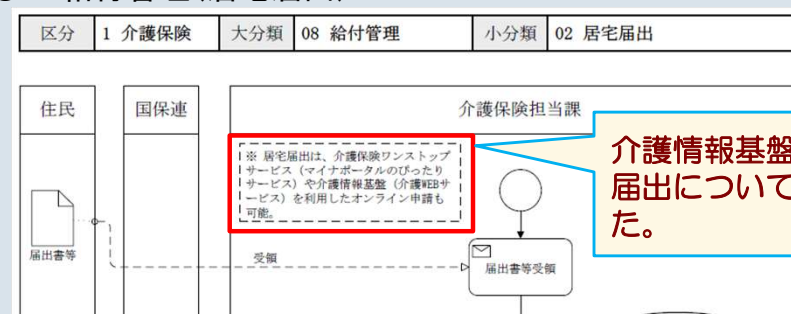 区分 1 介護保険 大分類 08 給付管理 小分類 02 居宅届出
住民 国保連 介護保険担当課
※ 居宅届出は、介護保険ワンストップ
サービス（マイナポータルのぴったり
サービス）や介護情報基盤（介護WEBサ
ービス）を利用したオンライン申請も
可能。
介護情報基盤
届出について
た。
届出書等
受領
届出書等受領